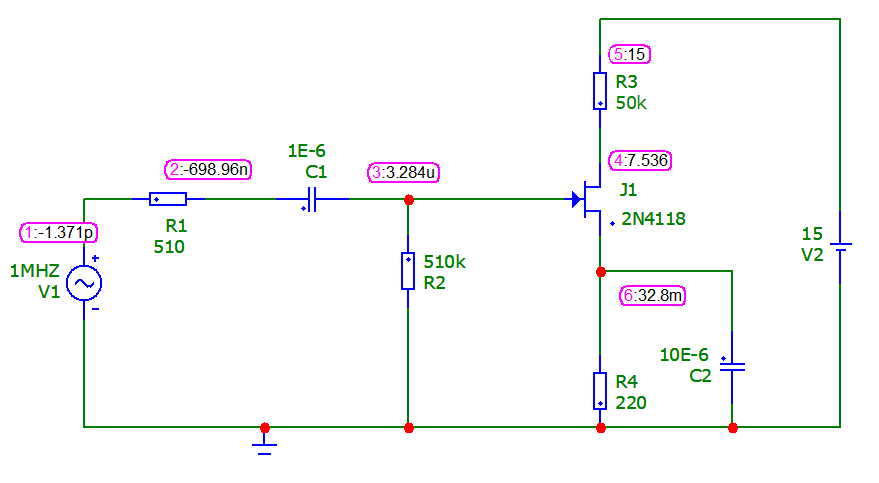 5:15
R3
50k
1E-6
C1
2:-698.96n
3:3.284u
4:7.536
J1
2N4118
R1
510
1:-1.371p
15
V2
1MHZ
V1
510k
R2
6:32.8m
10E-6
C2
R4
220